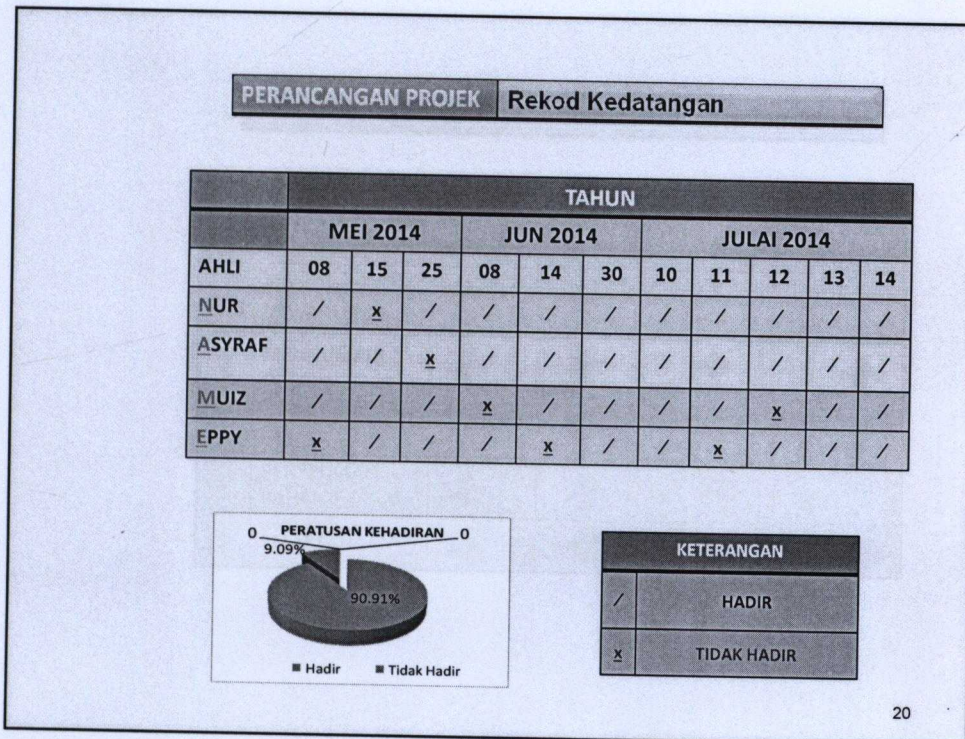 PERANCANGAN PROJEK Rekod Kedatangan
TAHUN
MEI 2014 JUN 2014 JULAI 2014
AHLI 08 15 25 08 14 30 10 11 12 13 14
NUR / x / / / / / / / / /
ASYRAF / / x / / / / / / / /
MUIZ / / / x / / / / x / /
EPPY x / / / x / / x / / /
0 PERATUSAN KEHADIRAN 0
9.09%
90.91%
Hadir Tidak Hadir
KETERANGAN
/ HADIR
x TIDAK HADIR
20